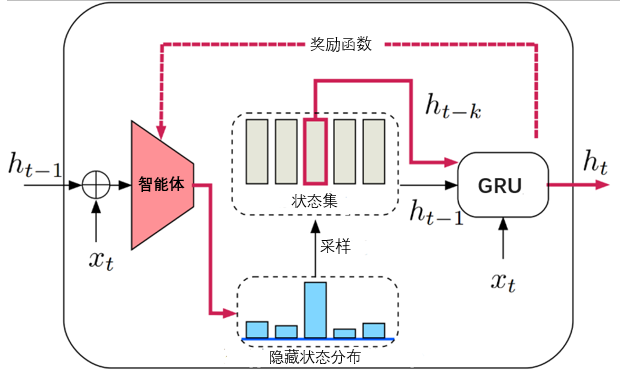 奖励函数
h_{t-k}
h_{t-1}
智能体
状态集
GRU
h_t
h_{t-1}
x_t
采样
x_t
隐藏状态分布